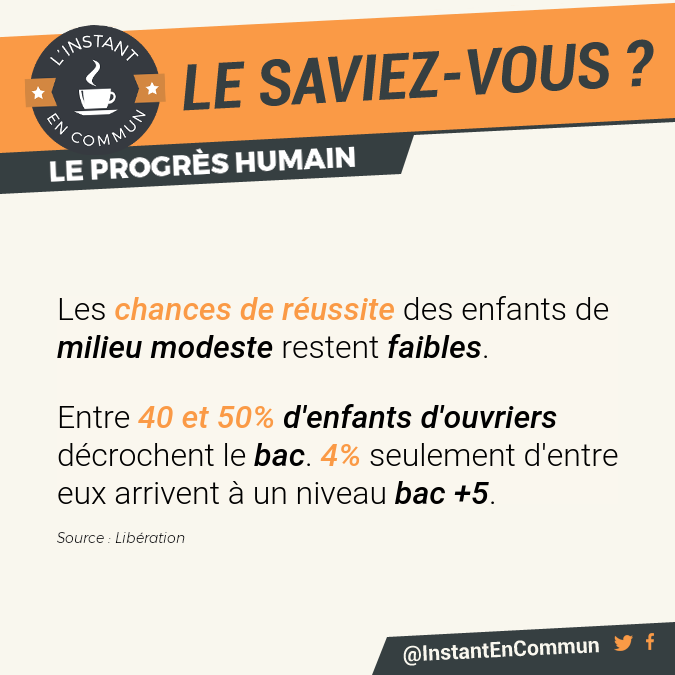 L'INSTANT
EN COMMUN
LE SAVIEZ-VOUS ?
LE PROGRÈS HUMAIN
Les chances de réussite des enfants de
milieu modeste restent faibles.
Entre 40 et 50% d'enfants d'ouvriers
décrochent le bac. 4% seulement d'entre
eux arrivent à un niveau bac +5.
Source : Libération
@InstantEnCommun